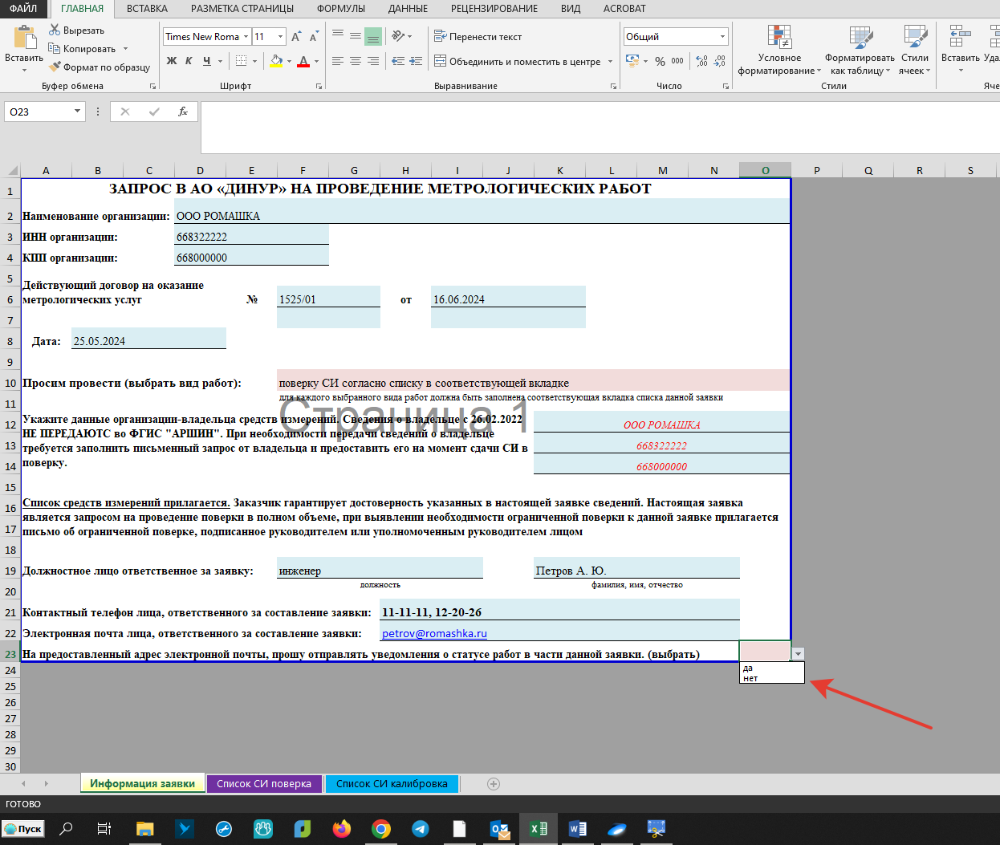 ФАЙЛ ГЛАВНАЯ ВСТАВКА РАЗМЕТКА СТРАНИЦЫ ФОРМУЛЫ ДАННЫЕ РЕЦЕНЗИРОВАНИЕ ВИД ACROBAT
Вставить
Вырезать
Копировать
Формат по образцу
Буфер обмена
Times New Roma 11
Ж К Ч
Шрифт
Перенести текст
Объединить и поместить в центре
Выравнивание
Общий
% 000
Число
Условное форматирование
Форматировать как таблицу
Стили ячеек
Стили
Вставить
Уда
Яче
O23
fx
A B C D E F G H I J K L M N O P Q R S
1 ЗАПРОС В АО «ДИНУР» НА ПРОВЕДЕНИЕ МЕТРОЛОГИЧЕСКИХ РАБОТ
2 Наименование организации: ООО РОМАШКА
3 ИНН организации: 668322222
4 КПП организации: 668000000
5
Действующий договор на оказание
6 метрологических услуг № 1525/01 от 16.06.2024
7
8 Дата: 25.05.2024
9
10 Просим провести (выбрать вид работ): поверку СИ согласно списку в соответствующей вкладке
11 для каждого выбранного вида работ должна быть заполнена соответствующая вкладка списка данной заявки
Страница 1
12 Укажите данные организации-владельца средств измерений. Сведения о владельце с 26.02.2022 ООО РОМАШКА
НЕ ПЕРЕДАЮТС во ФГИС "АРШИН". При необходимости передачи сведений о владельце
13 требуется заполнить письменный запрос от владельца и предоставить его на момент сдачи СИ в 668322222
14 поверку. 668000000
15
16 Список средств измерений прилагается. Заказчик гарантирует достоверность указанных в настоящей заявке сведений. Настоящая заявка
является запросом на проведение поверки в полном объеме, при выявлении необходимости ограниченной поверки к данной заявке прилагается
17 письмо об ограниченной поверке, подписанное руководителем или уполномоченным руководителем лицом
18
19 Должностное лицо ответственное за заявку: инженер Петров А. Ю.
20 должность фамилия, имя, отчество
21 Контактный телефон лица, ответственного за составление заявки: 11-11-11, 12-20-26
22 Электронная почта лица, ответственного за составление заявки: petrov@romashka.ru
23 На предоставленный адрес электронной почты, прошу отправлять уведомления о статусе работ в части данной заявки. (выбрать)
да
нет
24
25
26
27
28
29
30
Информация заявки Список СИ поверка Список СИ калибровка
ГОТОВО
Пуск